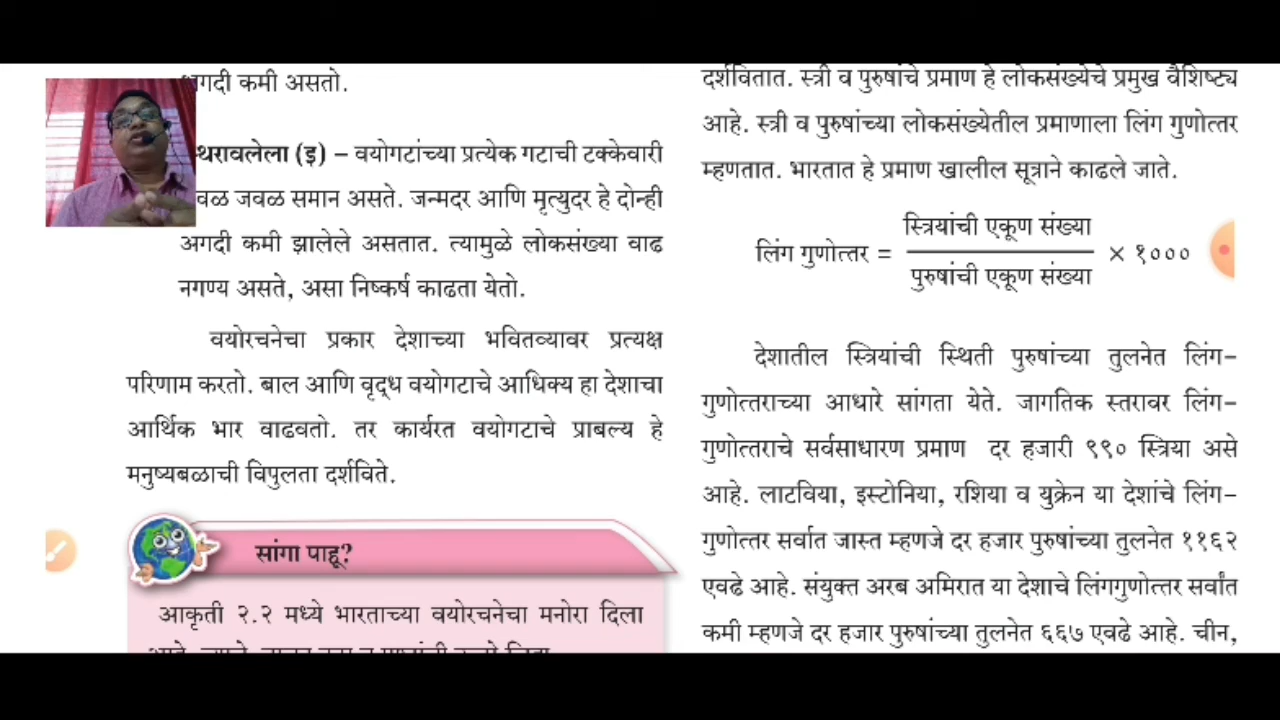 अगदी कमी असतो.
थरावलेला (इ) – वयोगटांच्या प्रत्येक गटाची टक्केवारी
वळ जवळ समान असते. जन्मदर आणि मृत्युदर हे दोन्ही
अगदी कमी झालेले असतात. त्यामुळे लोकसंख्या वाढ
नगण्य असते, असा निष्कर्ष काढता येतो.
वयोरचनेचा प्रकार देशाच्या भवितव्यावर प्रत्यक्ष
परिणाम करतो. बाल आणि वृद्ध वयोगटाचे आधिक्य हा देशाचा
आर्थिक भार वाढवतो. तर कार्यरत वयोगटाचे प्राबल्य हे
मनुष्यबळाची विपुलता दर्शविते.
सांगा पाहू?
आकृती २.२ मध्ये भारताच्या वयोरचनेचा मनोरा दिला
दर्शवितात. स्त्री व पुरुषांचे प्रमाण हे लोकसंख्येचे प्रमुख वैशिष्ट्य
आहे. स्त्री व पुरुषांच्या लोकसंख्येतील प्रमाणाला लिंग गुणोत्तर
म्हणतात. भारतात हे प्रमाण खालील सूत्राने काढले जाते.
स्त्रियांची एकूण संख्या
लिंग गुणोत्तर = × १०००
पुरुषांची एकूण संख्या
देशातील स्त्रियांची स्थिती पुरुषांच्या तुलनेत लिंग-
गुणोत्तराच्या आधारे सांगता येते. जागतिक स्तरावर लिंग-
गुणोत्तराचे सर्वसाधारण प्रमाण दर हजारी ९९० स्त्रिया असे
आहे. लाटविया, इस्टोनिया, रशिया व युक्रेन या देशांचे लिंग-
गुणोत्तर सर्वात जास्त म्हणजे दर हजार पुरुषांच्या तुलनेत ११६२
एवढे आहे. संयुक्त अरब अमिरात या देशाचे लिंगगुणोत्तर सर्वांत
कमी म्हणजे दर हजार पुरुषांच्या तुलनेत ६६७ एवढे आहे. चीन,